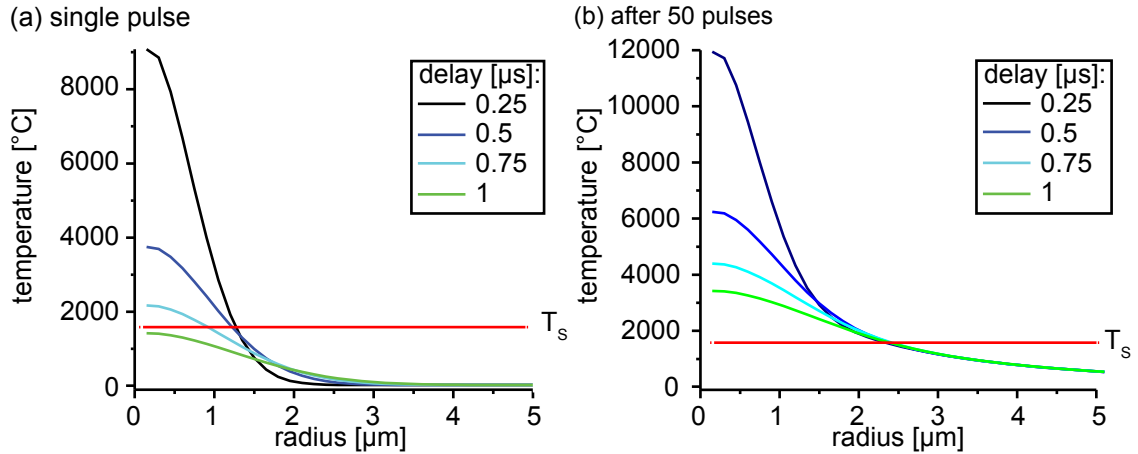 (a) single pulse
temperature [°C]
8000
6000
4000
2000
0
0 1 2 3 4 5
radius [µm]
delay [µs]:
0.25
0.5
0.75
1
Ts
(b) after 50 pulses
temperature [°C]
12000
10000
8000
6000
4000
2000
0
0 1 2 3 4 5
radius [µm]
delay [µs]:
0.25
0.5
0.75
1
Ts